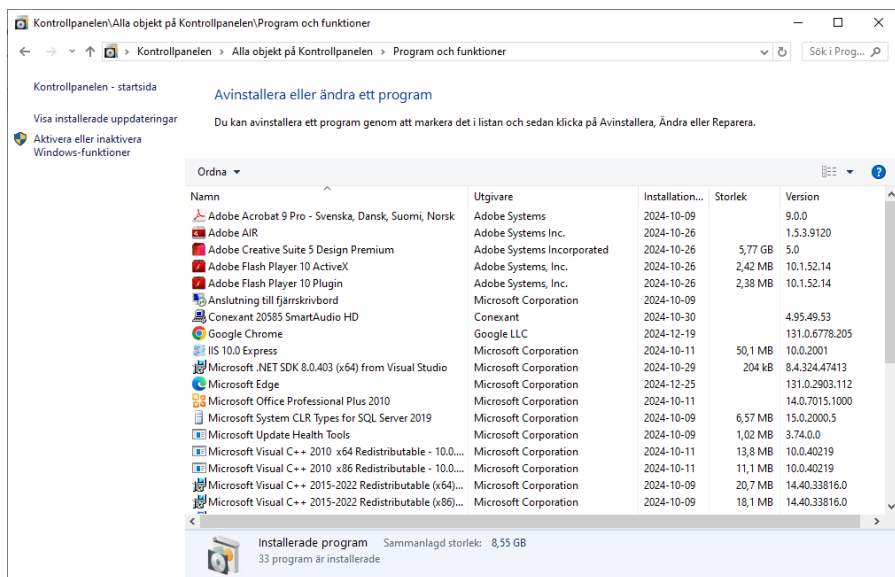 Kontrollpanelen\Alla objekt på Kontrollpanelen\Program och funktioner
Kontrollpanelen > Alla objekt på Kontrollpanelen > Program och funktioner
Sök i Prog...
Kontrollpanelen - startsida
Visa installerade uppdateringar
Aktivera eller inaktivera
Windows-funktioner
Avinstallera eller ändra ett program
Du kan avinstallera ett program genom att markera det i listan och sedan klicka på Avinstallera, Ändra eller Reparera.
Ordna
Namn Utgivare Installation... Storlek Version
Adobe Acrobat 9 Pro - Svenska, Dansk, Suomi, Norsk Adobe Systems 2024-10-09 9.0.0
Adobe AIR Adobe Systems Inc. 2024-10-26 1.5.3.9120
Adobe Creative Suite 5 Design Premium Adobe Systems Incorporated 2024-10-26 5,77 GB 5.0
Adobe Flash Player 10 ActiveX Adobe Systems, Inc. 2024-10-26 2,42 MB 10.1.52.14
Adobe Flash Player 10 Plugin Adobe Systems, Inc. 2024-10-26 2,38 MB 10.1.52.14
Anslutning till fjärrskrivbord Microsoft Corporation 2024-10-09
Conexant 20585 SmartAudio HD Conexant 2024-10-30 4.95.49.53
Google Chrome Google LLC 2024-12-19 131.0.6778.205
IIS 10.0 Express Microsoft Corporation 2024-10-11 50,1 MB 10.0.2001
Microsoft .NET SDK 8.0.403 (x64) from Visual Studio Microsoft Corporation 2024-10-29 204 kB 8.4.324.47413
Microsoft Edge Microsoft Corporation 2024-12-25 131.0.2903.112
Microsoft Office Professional Plus 2010 Microsoft Corporation 2024-10-11 14.0.7015.1000
Microsoft System CLR Types for SQL Server 2019 Microsoft Corporation 2024-10-09 6,57 MB 15.0.2000.5
Microsoft Update Health Tools Microsoft Corporation 2024-10-09 1,02 MB 3.74.0.0
Microsoft Visual C++ 2010 x64 Redistributable - 10.0.... Microsoft Corporation 2024-10-11 13,8 MB 10.0.40219
Microsoft Visual C++ 2010 x86 Redistributable - 10.0.... Microsoft Corporation 2024-10-11 11,1 MB 10.0.40219
Microsoft Visual C++ 2015-2022 Redistributable (x64)... Microsoft Corporation 2024-10-09 20,7 MB 14.40.33816.0
Microsoft Visual C++ 2015-2022 Redistributable (x86)... Microsoft Corporation 2024-10-09 18,1 MB 14.40.33816.0
Installerade program Sammanlagd storlek: 8,55 GB
33 program är installerade